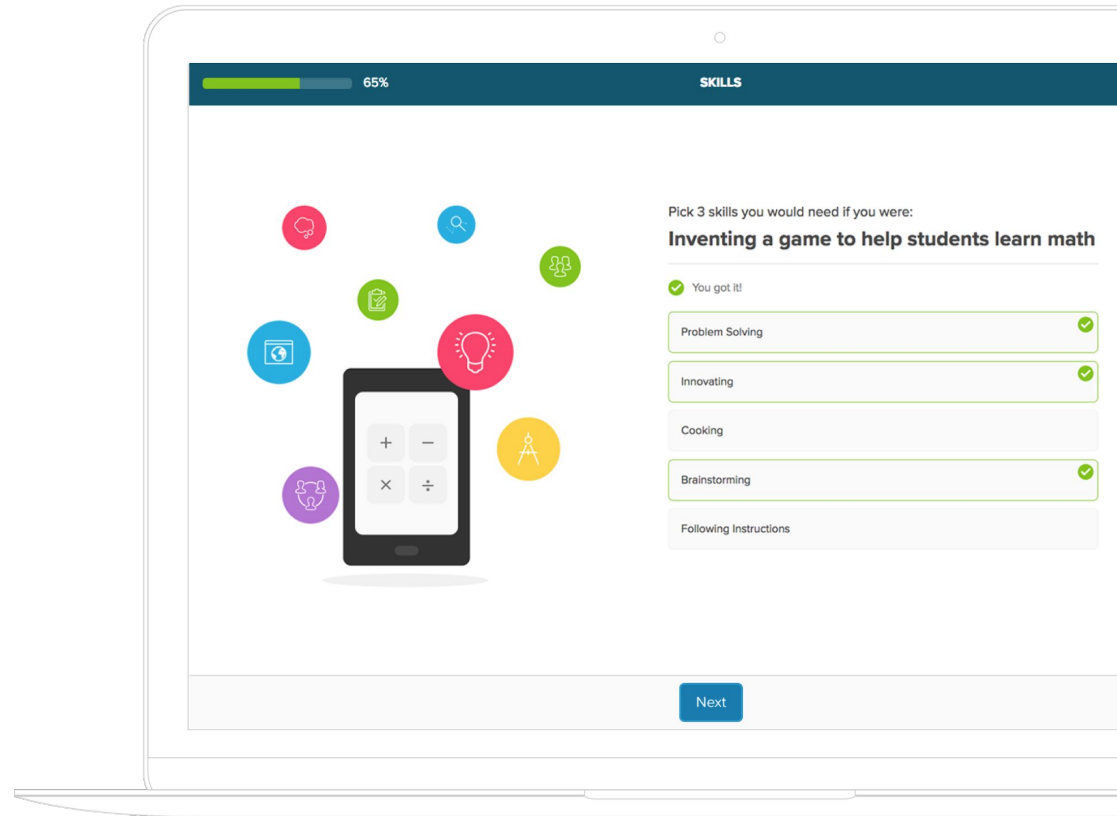 65%
SKILLS
Pick 3 skills you would need if you were:
Inventing a game to help students learn math
You got it!
Problem Solving
Innovating
Cooking
Brainstorming
Following Instructions
+ −
× ÷
Next